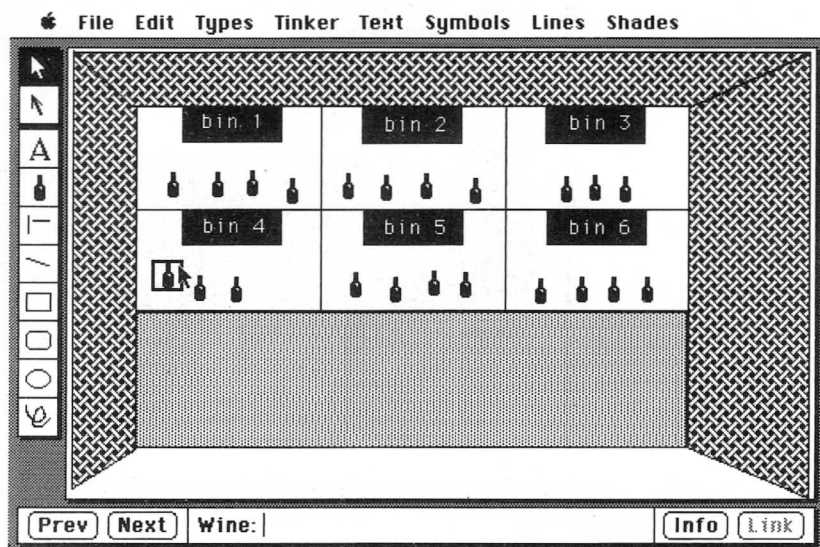 File Edit Types Tinker Text Symbols Lines Shades
bin 1 bin 2 bin 3
A
bin 4 bin 5 bin 6
Prev Next Wine: Info Link